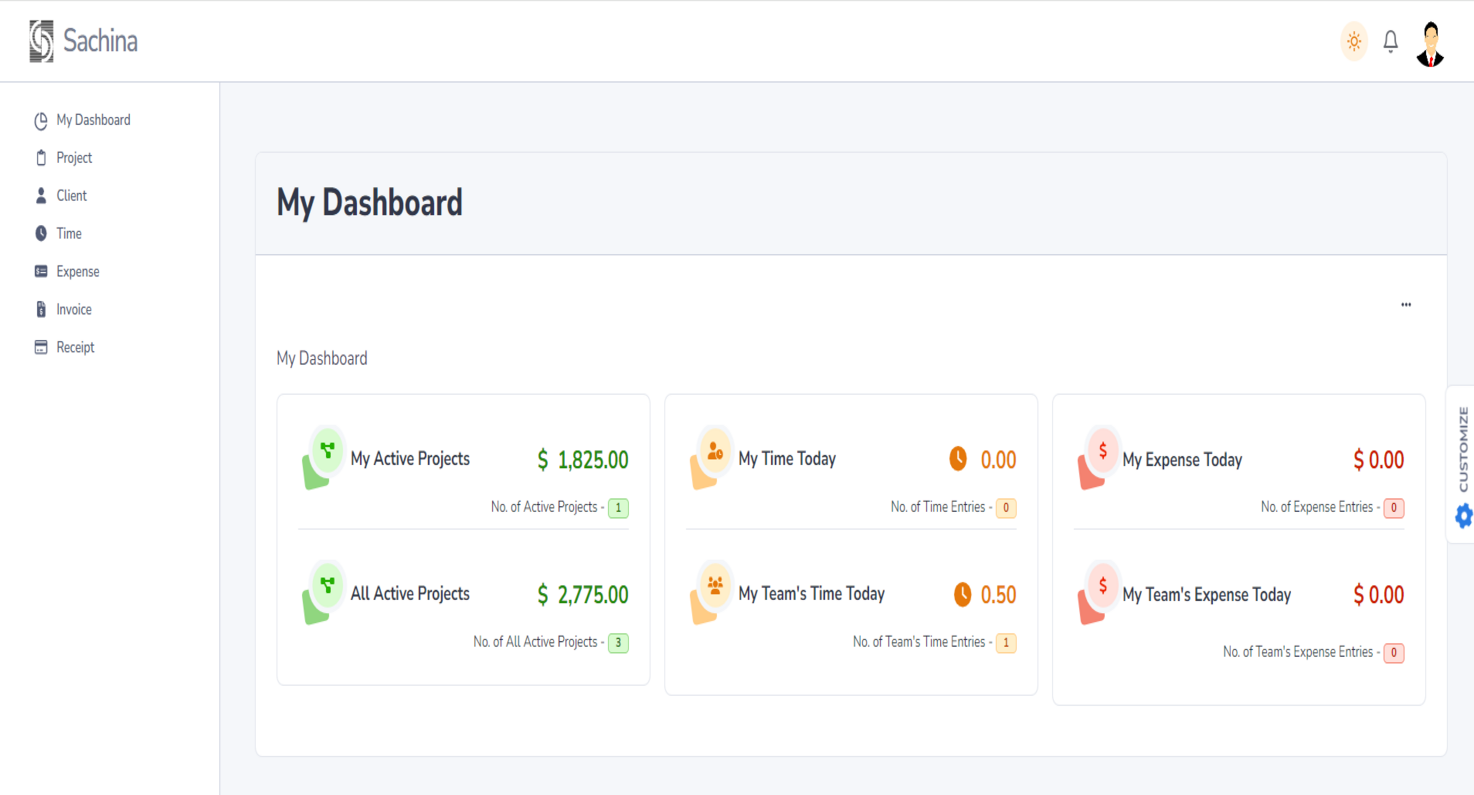 Sachina
My Dashboard
Project
Client
Time
Expense
Invoice
Receipt
My Dashboard
...
My Dashboard
My Active Projects $ 1,825.00
No. of Active Projects - 1
All Active Projects $ 2,775.00
No. of All Active Projects - 3
My Time Today 0.00
No. of Time Entries - 0
My Team's Time Today 0.50
No. of Team's Time Entries - 1
$ My Expense Today $ 0.00
No. of Expense Entries - 0
$ My Team's Expense Today $ 0.00
No. of Team's Expense Entries - 0
CUSTOMIZE